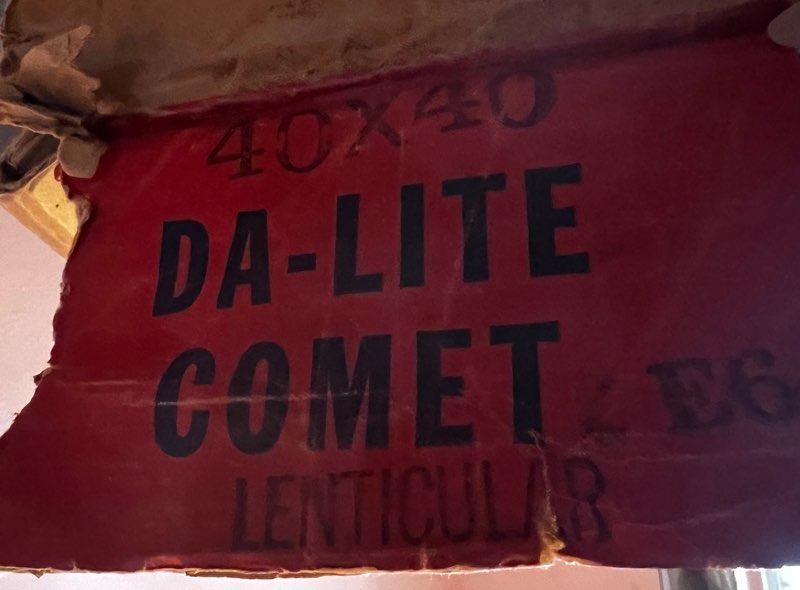 40X40
DA-LITE
COMET
E6
LENTICULAR